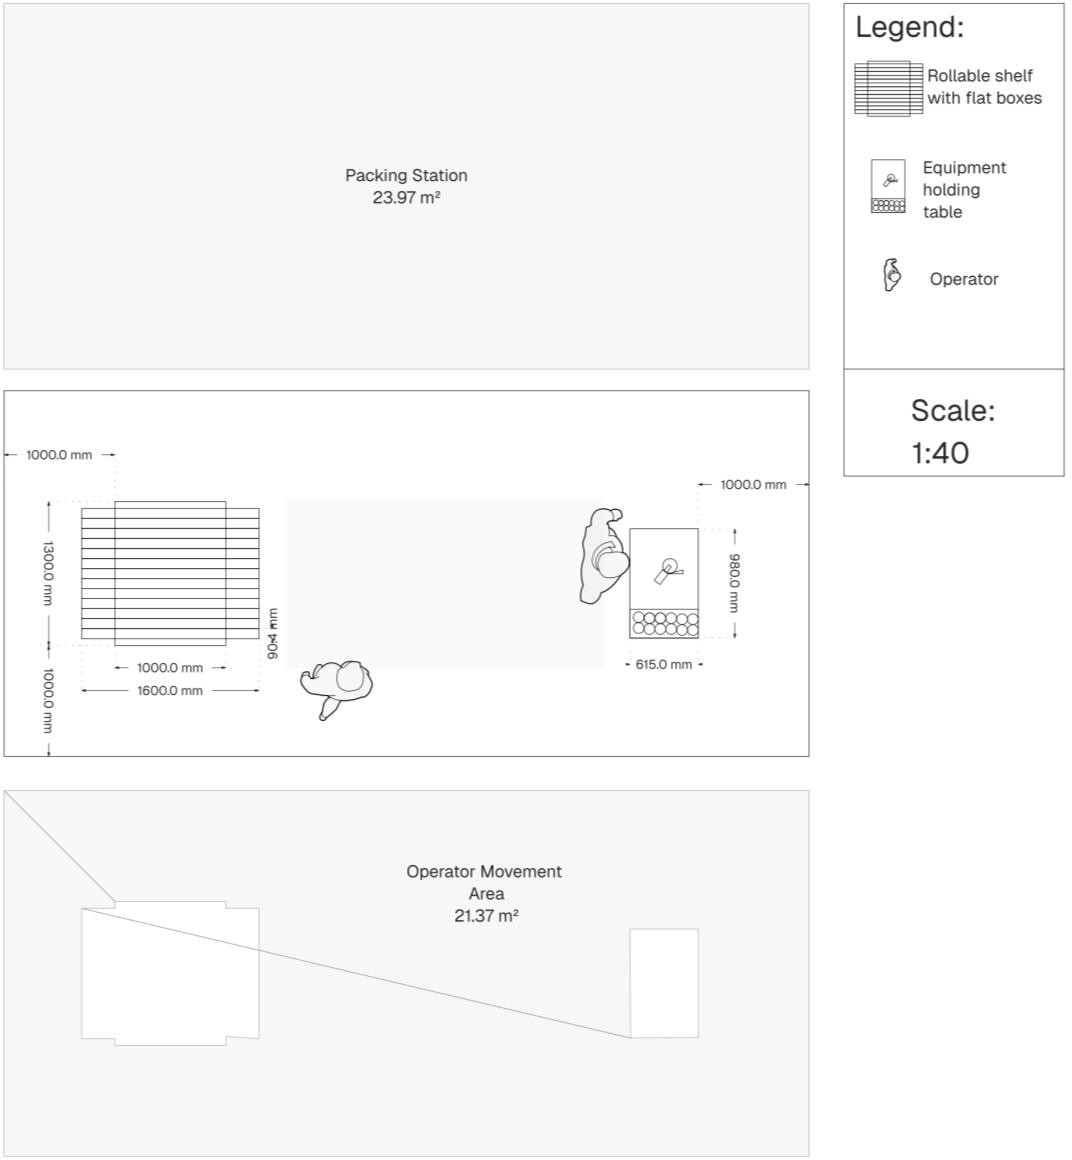 Packing Station
23.97 m²
Legend:
Rollable shelf
with flat boxes
Equipment
holding
table
Operator
Scale:
1:40
1000.0 mm
1000.0 mm
1300.0 mm
980.0 mm
90.4 mm
1000.0 mm
615.0 mm
1600.0 mm
1000.0 mm
Operator Movement
Area
21.37 m²